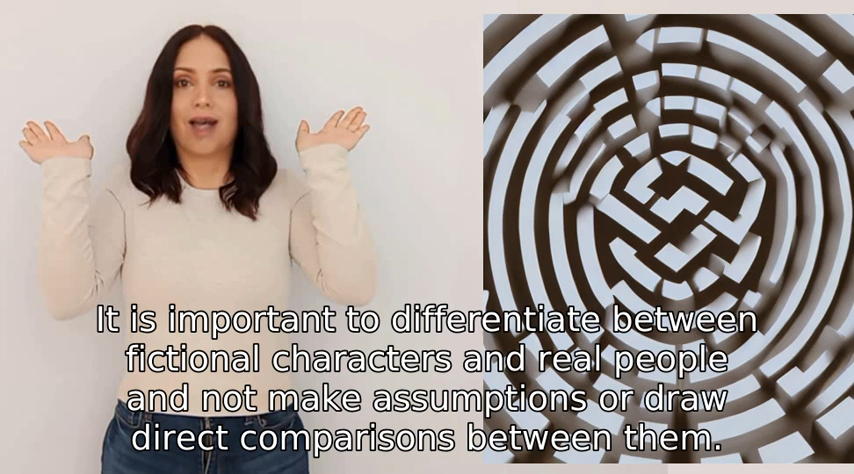 It is important to differentiate between
fictional characters and real people
and not make assumptions or draw
direct comparisons between them.